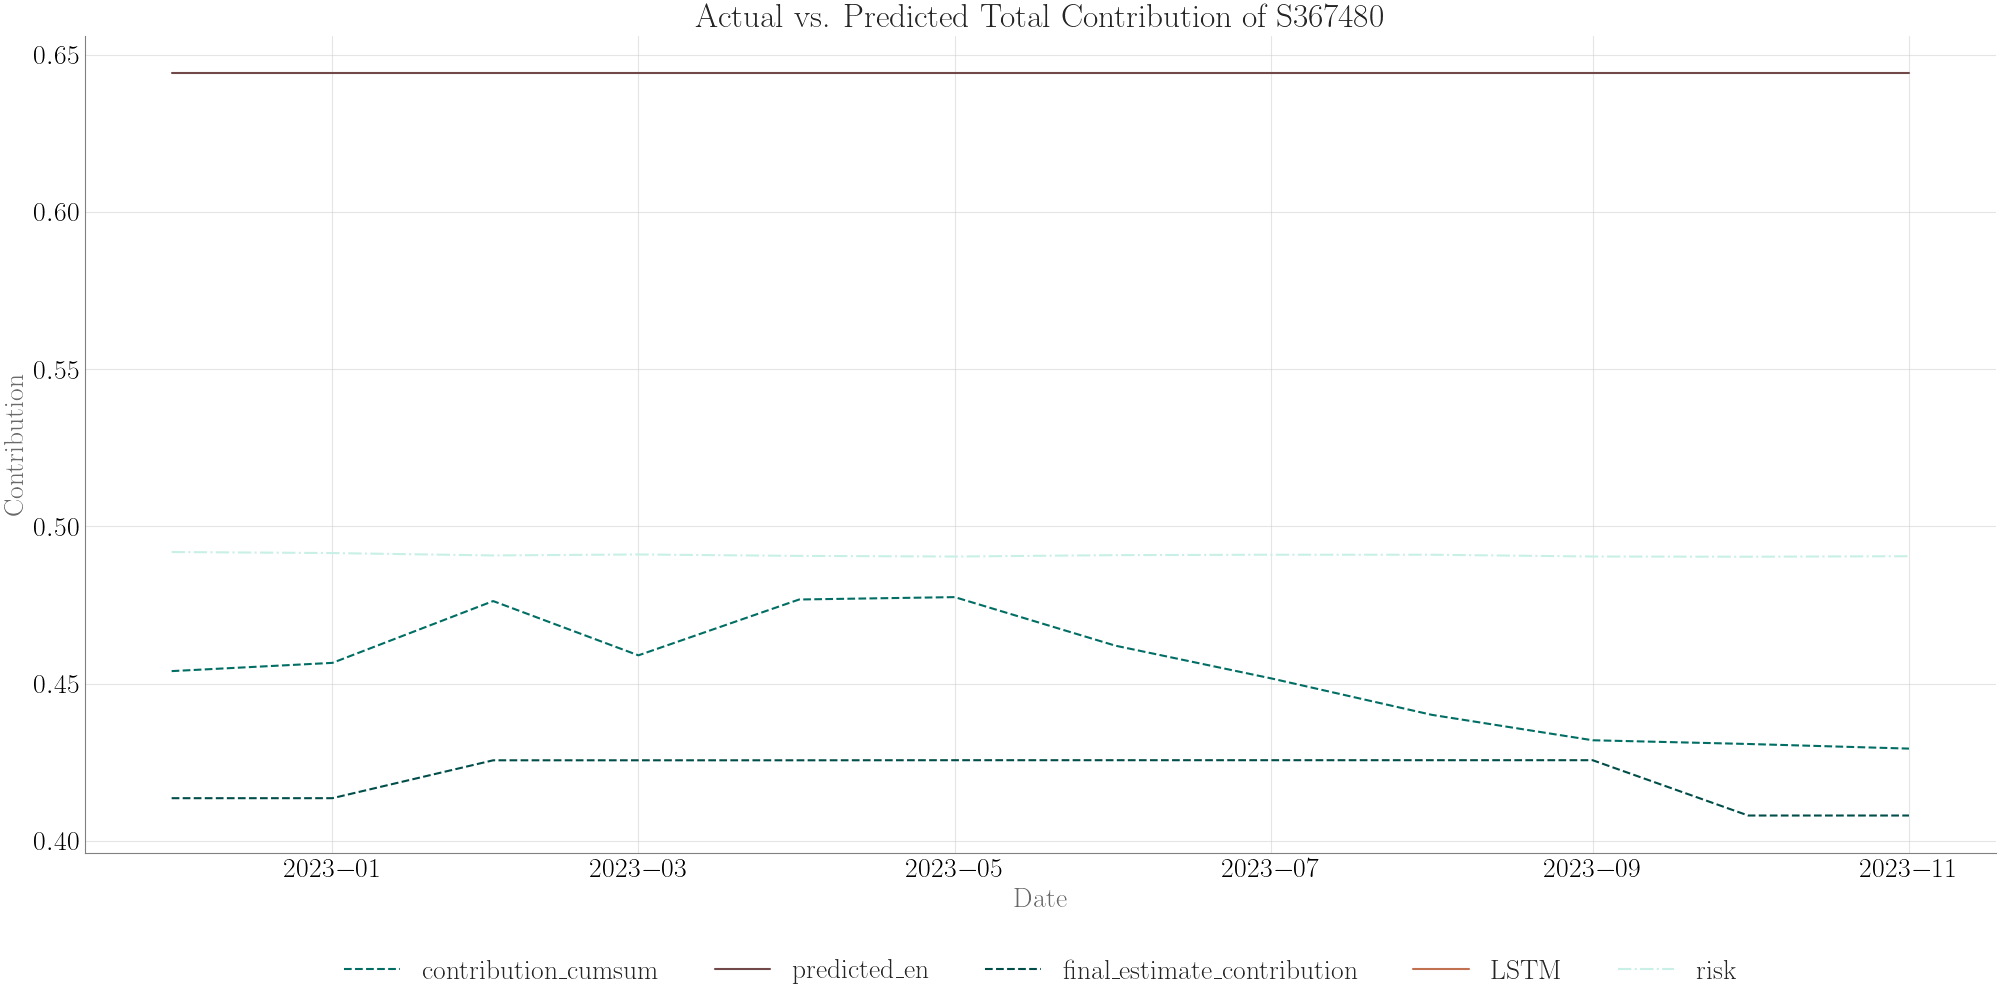 Actual vs. Predicted Total Contribution of S367480
0.65
0.60
0.55
0.50
0.45
0.40
Contribution
2023–01
2023–03
2023–05
2023–07
2023–09
2023–11
Date
contribution_cumsum
predicted_en
final_estimate_contribution
LSTM
risk